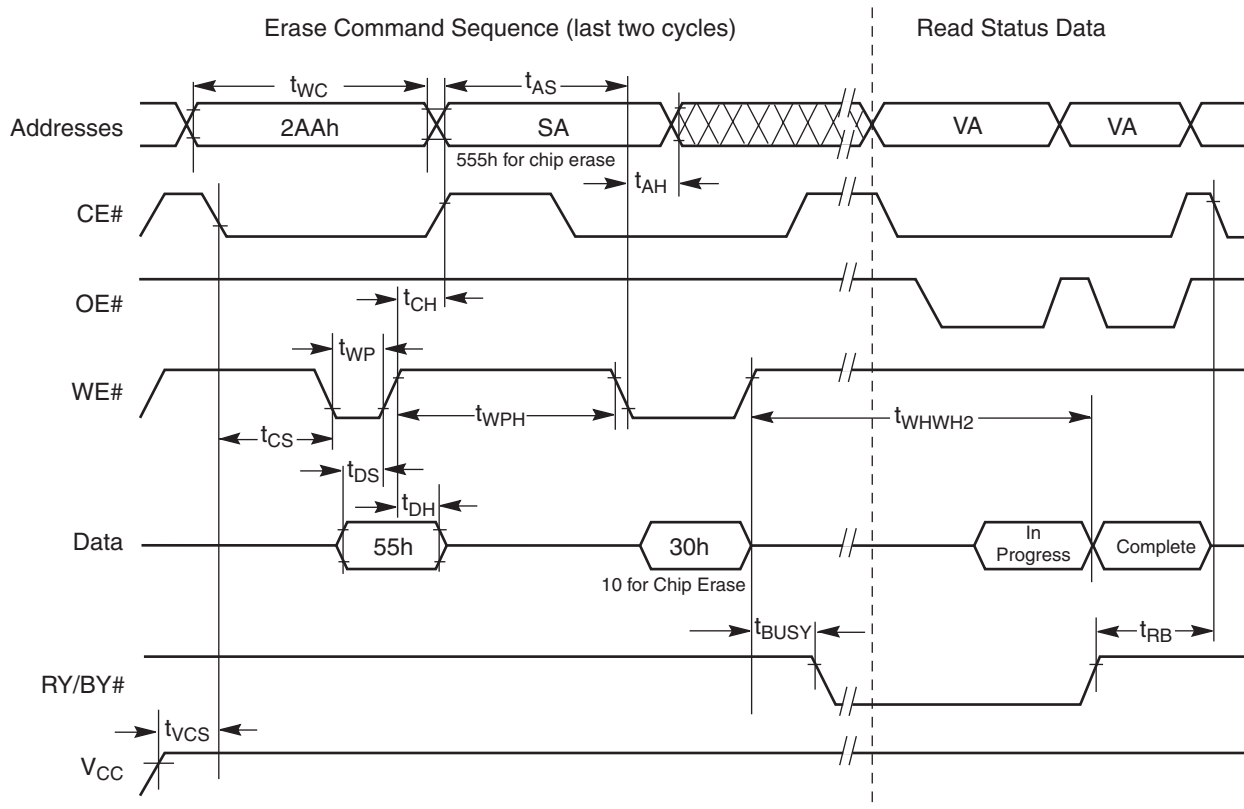 Erase Command Sequence (last two cycles)
Read Status Data
tWC
tAS
Addresses
2AAh
SA
VA
VA
555h for chip erase
tAH
CE#
OE#
tCH
tWP
WE#
tWPH
tWHWH2
tCS
tDS
tDH
Data
55h
30h
In
Progress
Complete
10 for Chip Erase
tBUSY
tRB
RY/BY#
tVCS
VCC